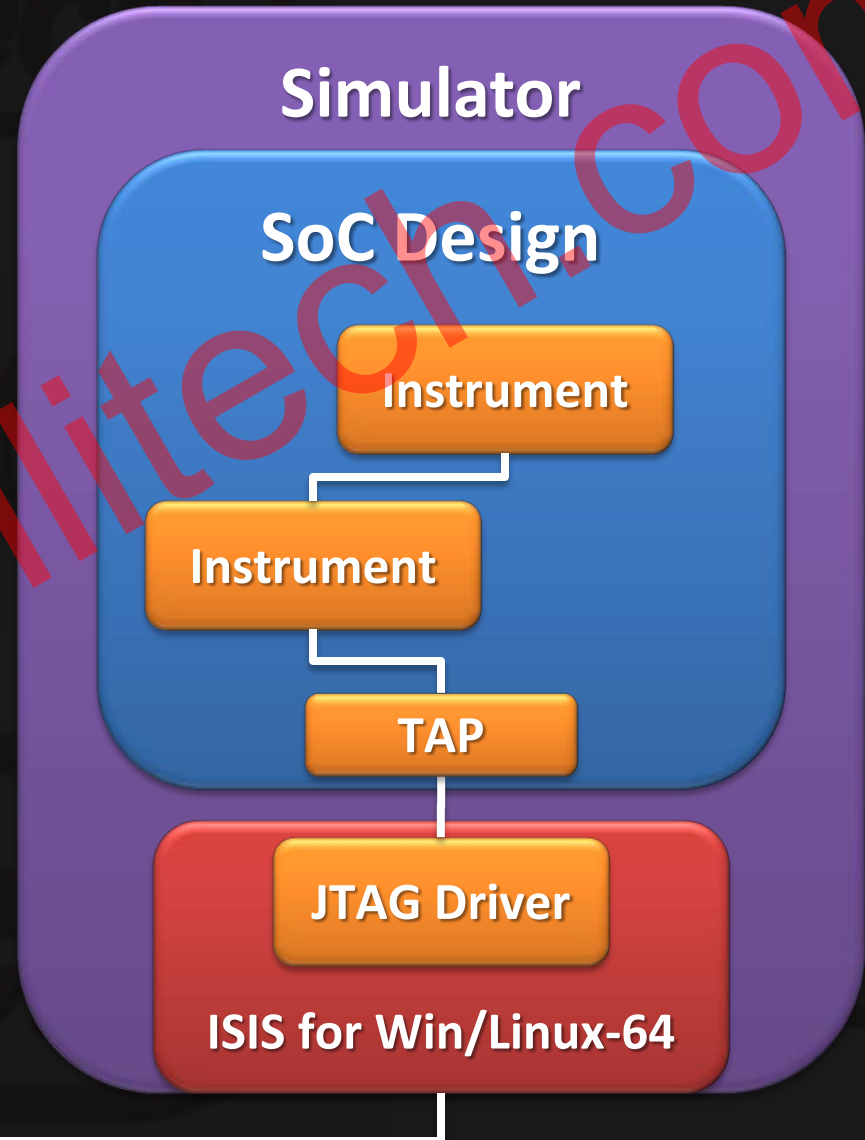 Simulator
SoC Design
Instrument
Instrument
TAP
JTAG Driver
ISIS for Win/Linux-64